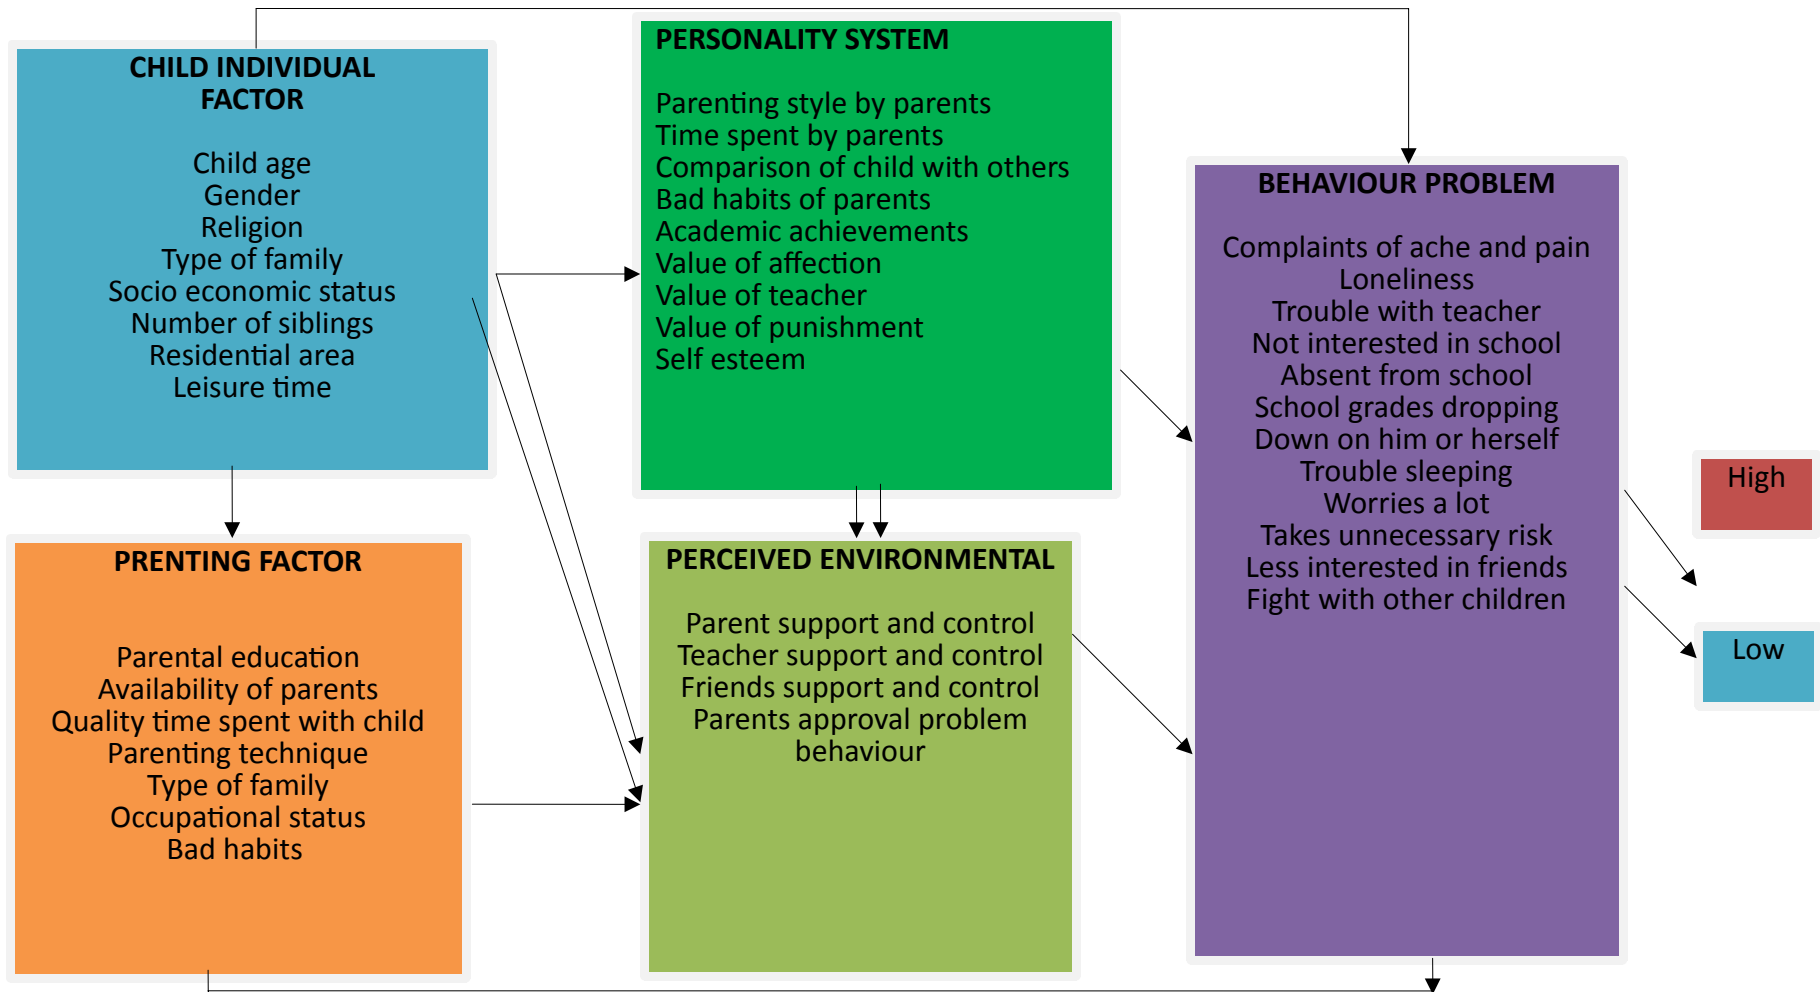 CHILD INDIVIDUAL
FACTOR
Child age
Gender
Religion
Type of family
Socio economic status
Number of siblings
Residential area
Leisure time
PERSONALITY SYSTEM
Parenting style by parents
Time spent by parents
Comparison of child with others
Bad habits of parents
Academic achievements
Value of affection
Value of teacher
Value of punishment
Self esteem
PRENTING FACTOR
Parental education
Availability of parents
Quality time spent with child
Parenting technique
Type of family
Occupational status
Bad habits
PERCEIVED ENVIRONMENTAL
Parent support and control
Teacher support and control
Friends support and control
Parents approval problem
behaviour
BEHAVIOUR PROBLEM
Complaints of ache and pain
Loneliness
Trouble with teacher
Not interested in school
Absent from school
School grades dropping
Down on him or herself
Trouble sleeping
Worries a lot
Takes unnecessary risk
Less interested in friends
Fight with other children
High
Low